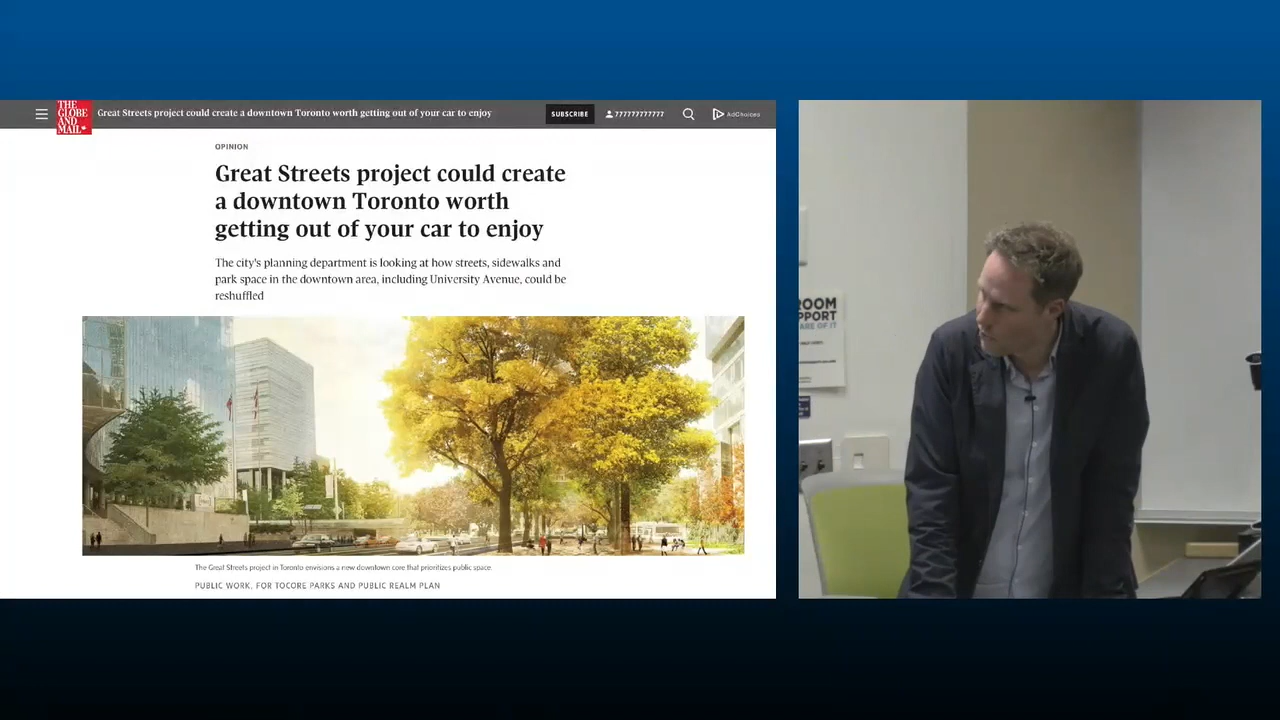 THE
GLOBE
AND
MAIL
Great Streets project could create a downtown Toronto worth getting out of your car to enjoy
SUBSCRIBE
777777777777
AdChoices
OPINION
Great Streets project could create
a downtown Toronto worth
getting out of your car to enjoy
The city's planning department is looking at how streets, sidewalks and
park space in the downtown area, including University Avenue, could be
reshuffled
The Great Streets project in Toronto envisions a new downtown core that prioritizes public space.
PUBLIC WORK, FOR TOCORE PARKS AND PUBLIC REALM PLAN
ROOM
PPORT
ARE OF IT